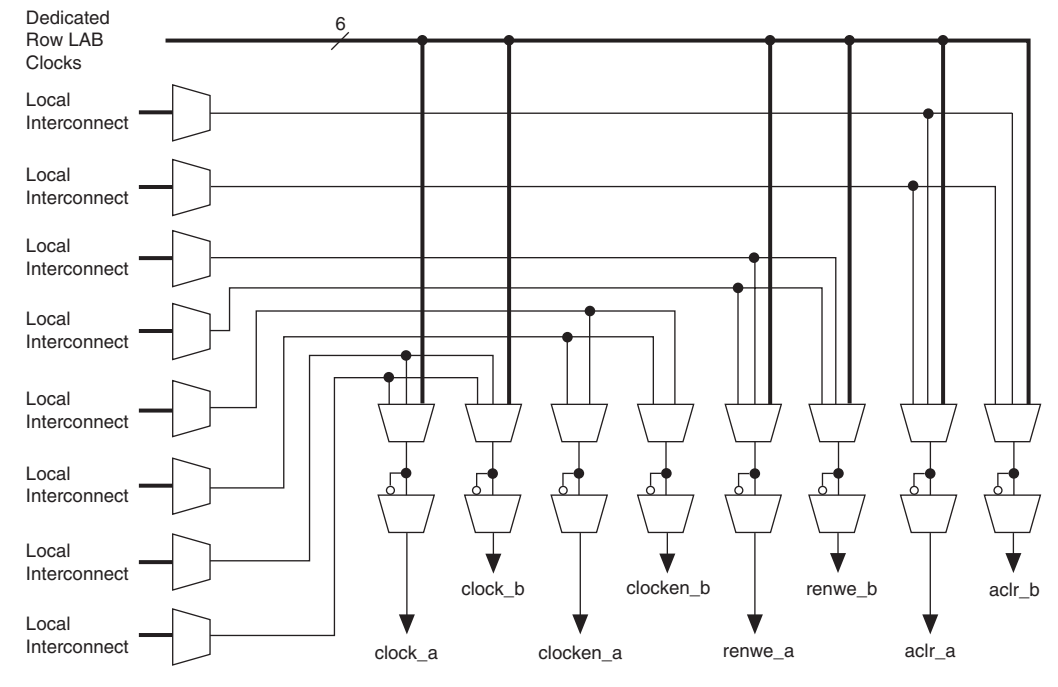 Dedicated
Row LAB
Clocks
6
Local
Interconnect
Local
Interconnect
Local
Interconnect
Local
Interconnect
Local
Interconnect
Local
Interconnect
Local
Interconnect
Local
Interconnect
clock_b
clocken_b
renwe_b
aclr_b
clock_a
clocken_a
renwe_a
aclr_a